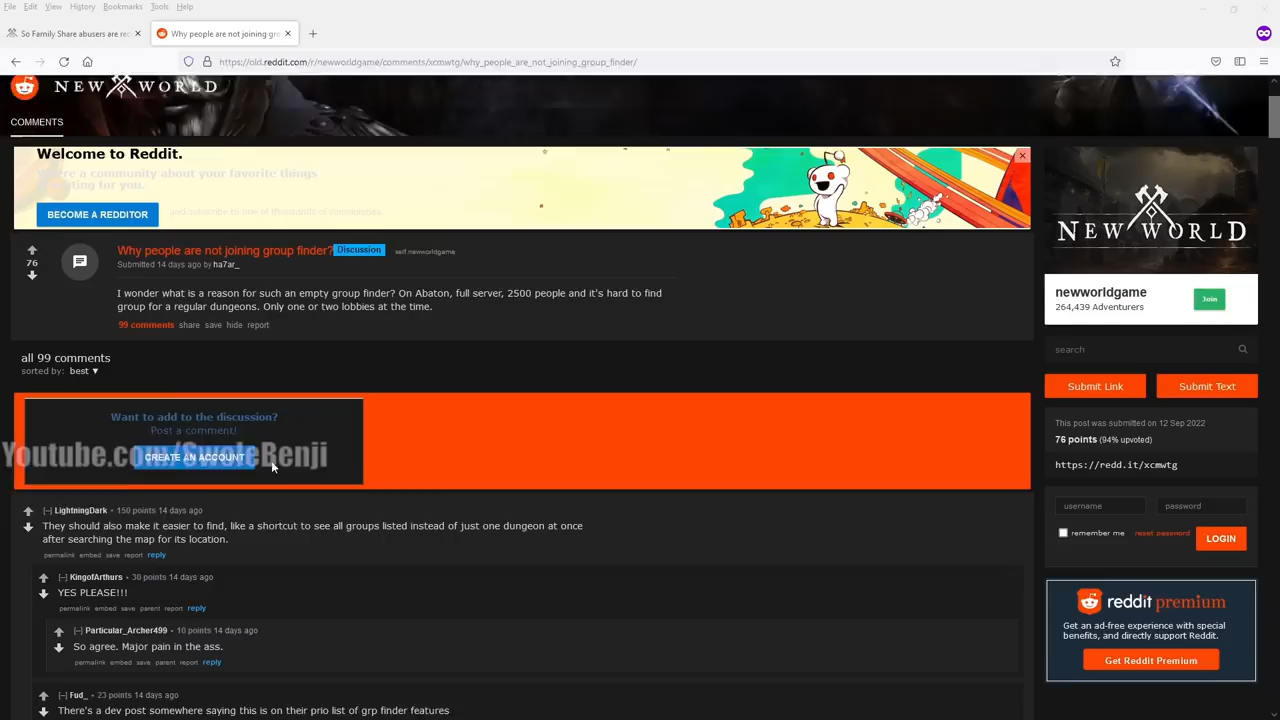 File Edit View History Bookmarks Tools Help
So Family Share abusers are re
Why people are not joining gro
https://old.reddit.com/r/newworldgame/comments/xcmwtg/why_people_are_not_joining_group_finder/
NEW WORLD
COMMENTS
Welcome to Reddit.
BECOME A REDDITOR
and subscribe to one of thousands of communities.
76
Why people are not joining group finder? Discussion self.newworldgame
Submitted 14 days ago by ha7ar_
I wonder what is a reason for such an empty group finder? On Abaton, full server, 2500 people and it's hard to find
group for a regular dungeons. Only one or two lobbies at the time.
99 comments share save hide report
all 99 comments
sorted by: best ▼
Want to add to the discussion?
Post a comment!
CREATE AN ACCOUNT
Youtube.com/SwoleBenji
[–] LightningDark • 150 points 14 days ago
They should also make it easier to find, like a shortcut to see all groups listed instead of just one dungeon at once
after searching the map for its location.
permalink embed save report reply
[–] KingofArthurs • 30 points 14 days ago
YES PLEASE!!!
permalink embed save parent report reply
[–] Particular_Archer499 • 10 points 14 days ago
So agree. Major pain in the ass.
permalink embed save parent report reply
[–] Fud_ • 23 points 14 days ago
There's a dev post somewhere saying this is on their prio list of grp finder features
NEW WORLD
newworldgame
264,439 Adventurers
Join
search
Submit Link
Submit Text
This post was submitted on 12 Sep 2022
76 points (94% upvoted)
https://redd.it/xcmwtg
username
password
remember me reset password
LOGIN
reddit premium
Get an ad-free experience with special
benefits, and directly support Reddit.
Get Reddit Premium